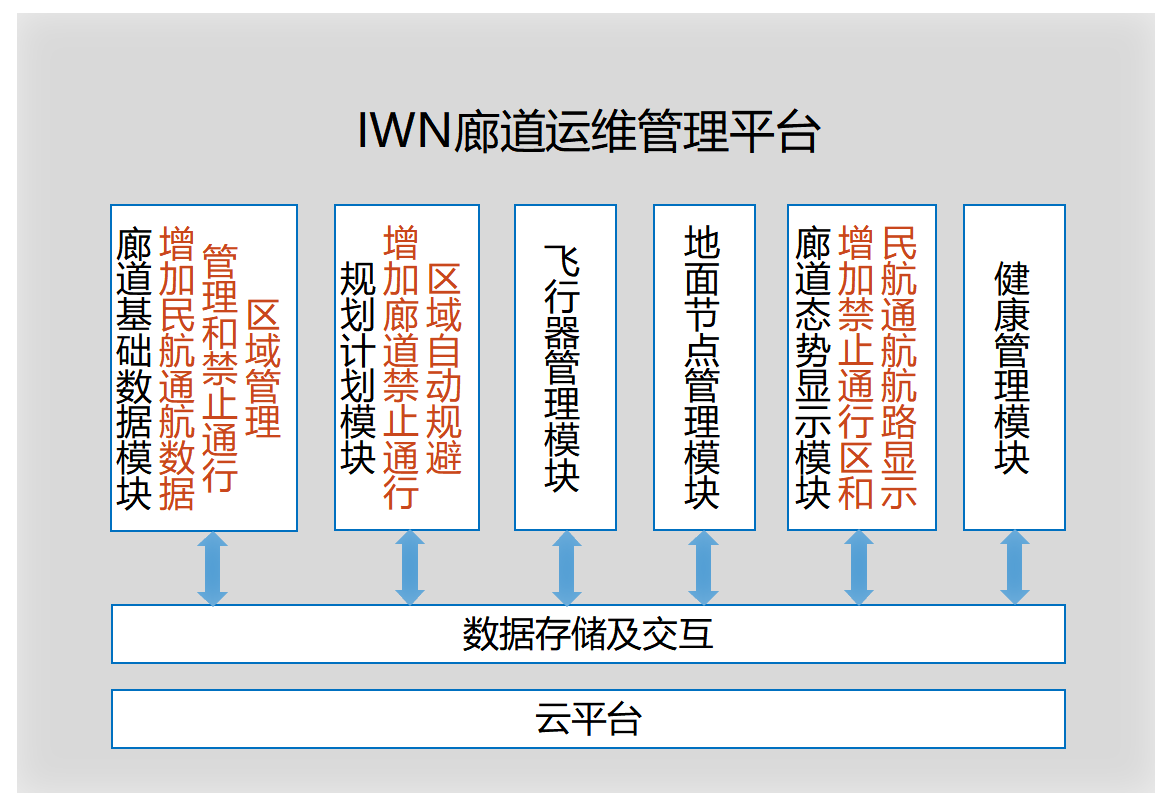 IWN廊道运维管理平台
廊道基础数据模块
增加民航通航数据
管理和禁止通行
区域管理
规划计划模块
增加廊道禁止通行
区域自动规避
飞行器管理模块
地面节点管理模块
廊道态势显示模块
增加禁止通行区和
民航通航航路显示
健康管理模块
数据存储及交互
云平台